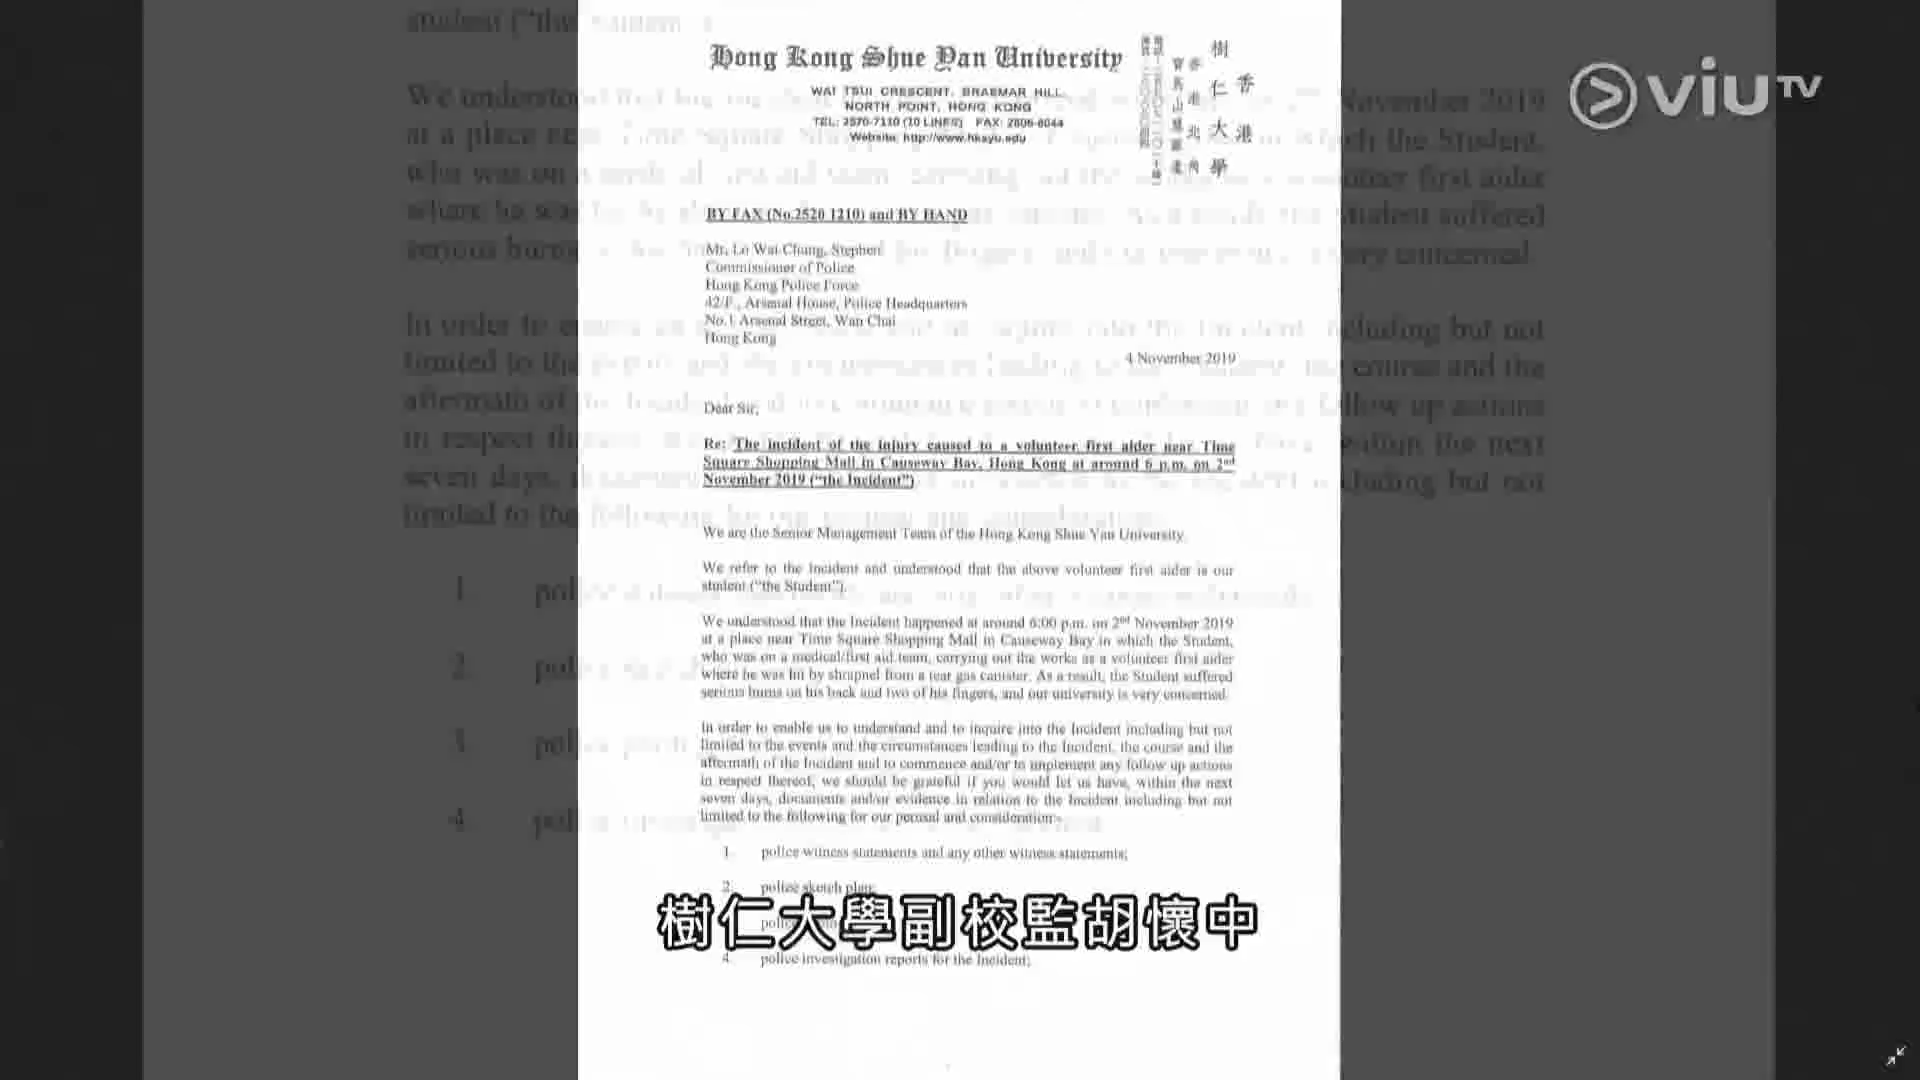 Hong Kong Shue Yan University
WAI TSUI CRESCENT, BRAEMAR HILL,
NORTH POINT, HONG KONG
TEL: 2570-7110 (10 LINES) FAX: 2806-8044
Website: http://www.hksyu.edu
香港
樹仁大學
viuTV
BY FAX (No.2520 1210) and BY HAND
Mr. Lo Wai Chung, Stephen
Commissioner of Police
Hong Kong Police Force
42/F., Arsenal House, Police Headquarters
No.1 Arsenal Street, Wan Chai
Hong Kong
4 November 2019
Dear Sir,
Re: The incident of the injury caused to a volunteer first aider near Time
Square Shopping Mall in Causeway Bay, Hong Kong at around 6 p.m. on 2nd
November 2019 (“the Incident”)
We are the Senior Management Team of the Hong Kong Shue Yan University.
We refer to the Incident and understood that the above volunteer first aider is our
student (“the Student”).
We understood that the Incident happened at around 6:00 p.m. on 2nd November 2019
at a place near Time Square Shopping Mall in Causeway Bay in which the Student,
who was on a medical/first aid team, carrying out the works as a volunteer first aider
where he was hit by shrapnel from a tear gas canister. As a result, the Student suffered
serious burns on his back and two of his fingers, and our university is very concerned.
In order to enable us to understand and to inquire into the Incident including but not
limited to the events and the circumstances leading to the Incident, the course and the
aftermath of the Incident and to commence and/or to implement any follow up actions
in respect thereof, we should be grateful if you would let us have, within the next
seven days, documents and/or evidence in relation to the Incident including but not
limited to the following for our perusal and consideration:-
1. police witness statements and any other witness statements;
2. police sketch plan;
樹仁大學副校監胡懷中
4. police investigation reports for the Incident;